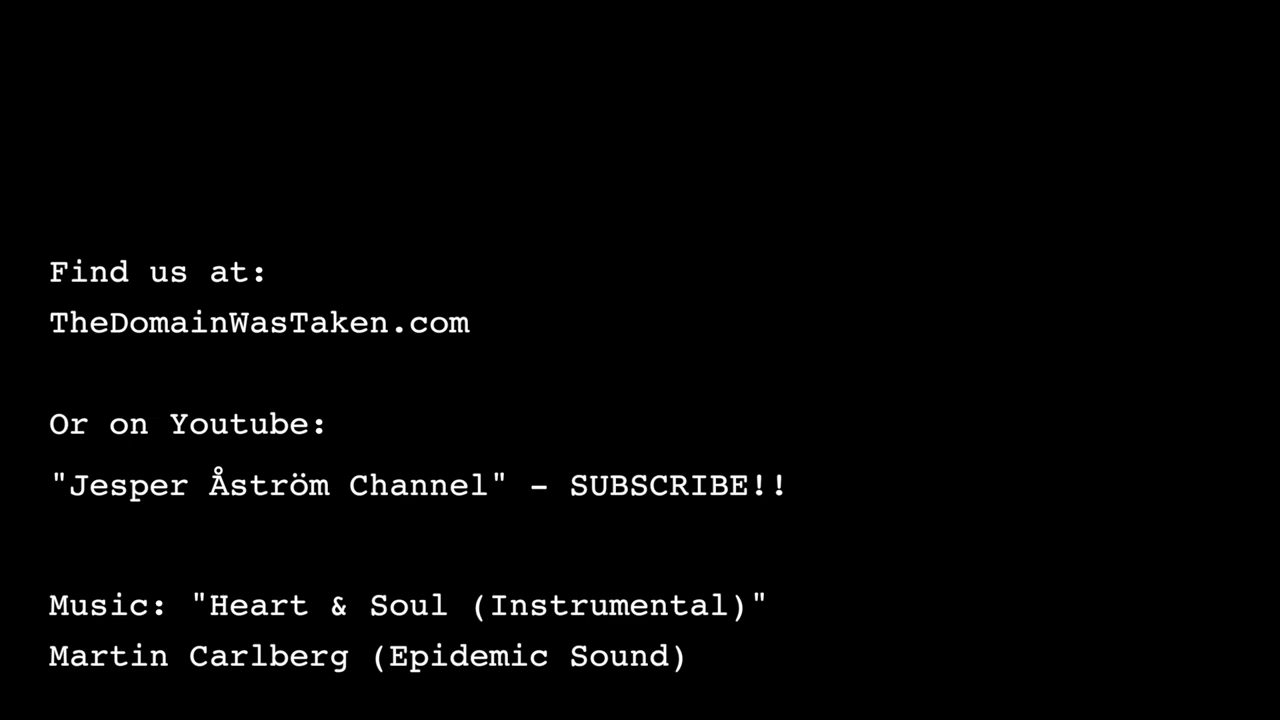 Find us at:
TheDomainWasTaken.com
Or on Youtube:
"Jesper Åström Channel" - SUBSCRIBE!!
Music: "Heart & Soul (Instrumental)"
Martin Carlberg (Epidemic Sound)